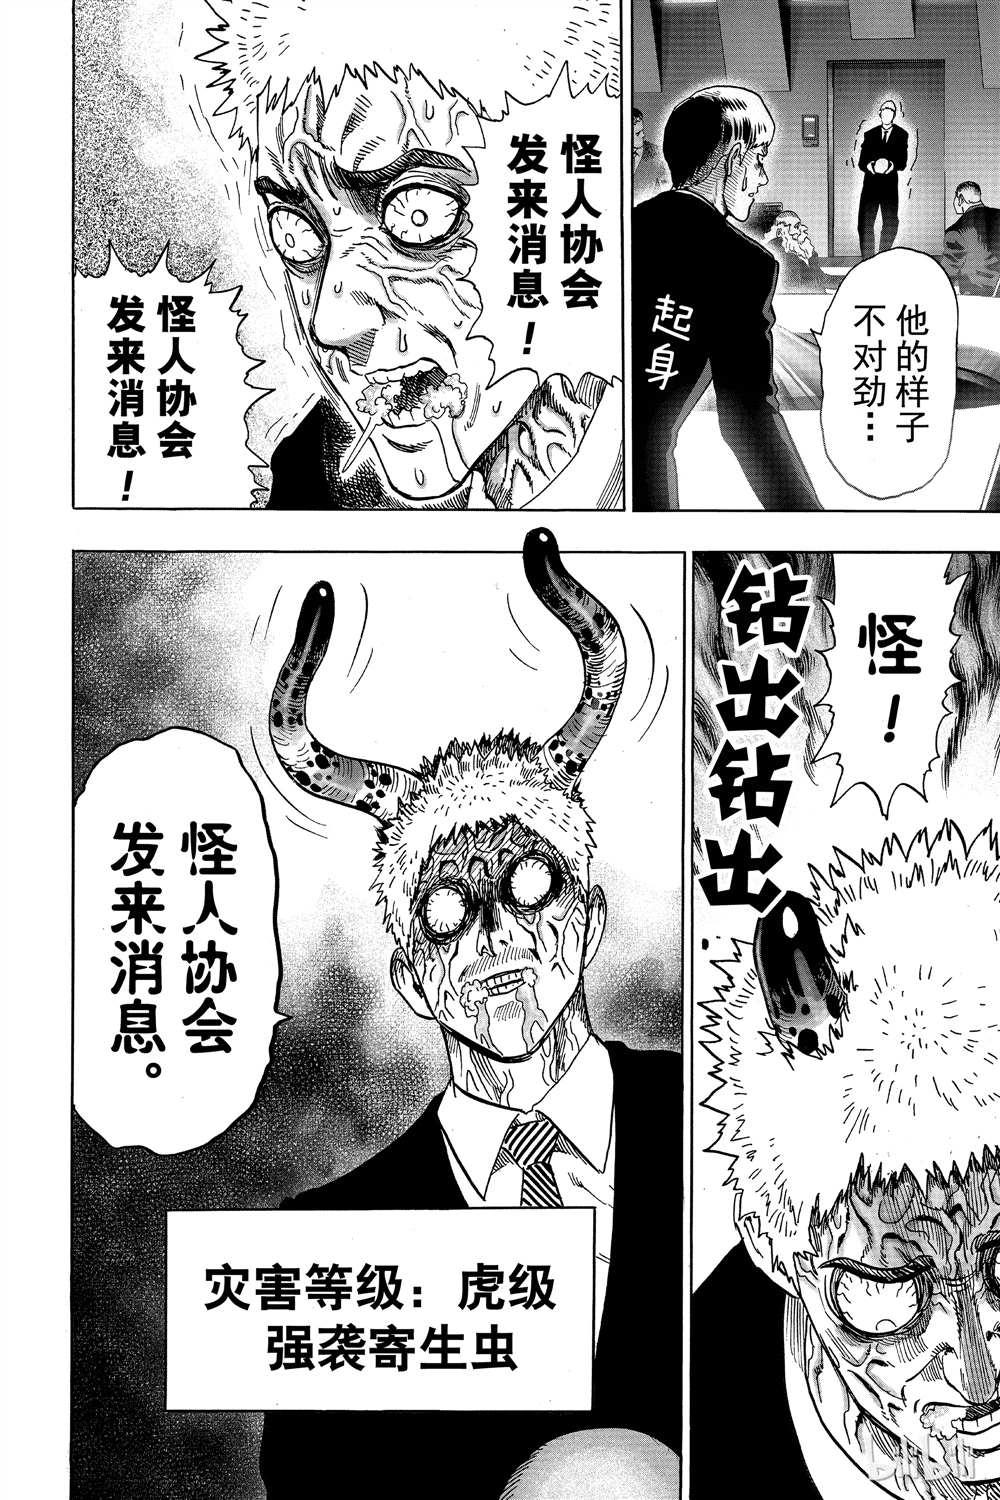 他的样子
不对劲…
起身
怪人协会
发来消息！
怪人协会
发来消息！
怪！
钻出钻出
怪人协会
发来消息。
灾害等级：虎级
强袭寄生虫
bilibili